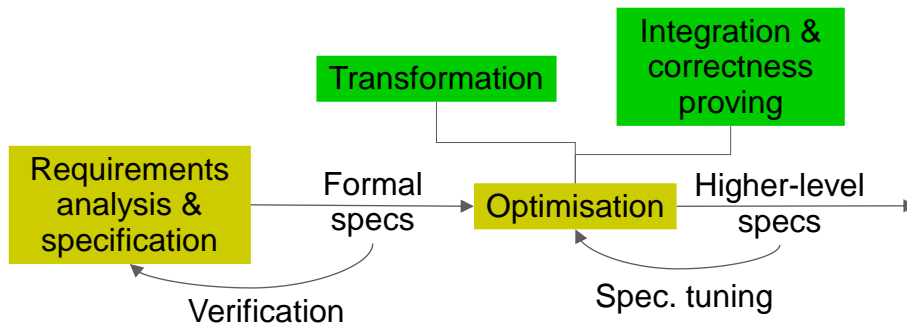 Integration &
correctness
proving
Transformation
Requirements
analysis &
specification
Formal
specs
Optimisation
Higher-level
specs
Verification
Spec. tuning